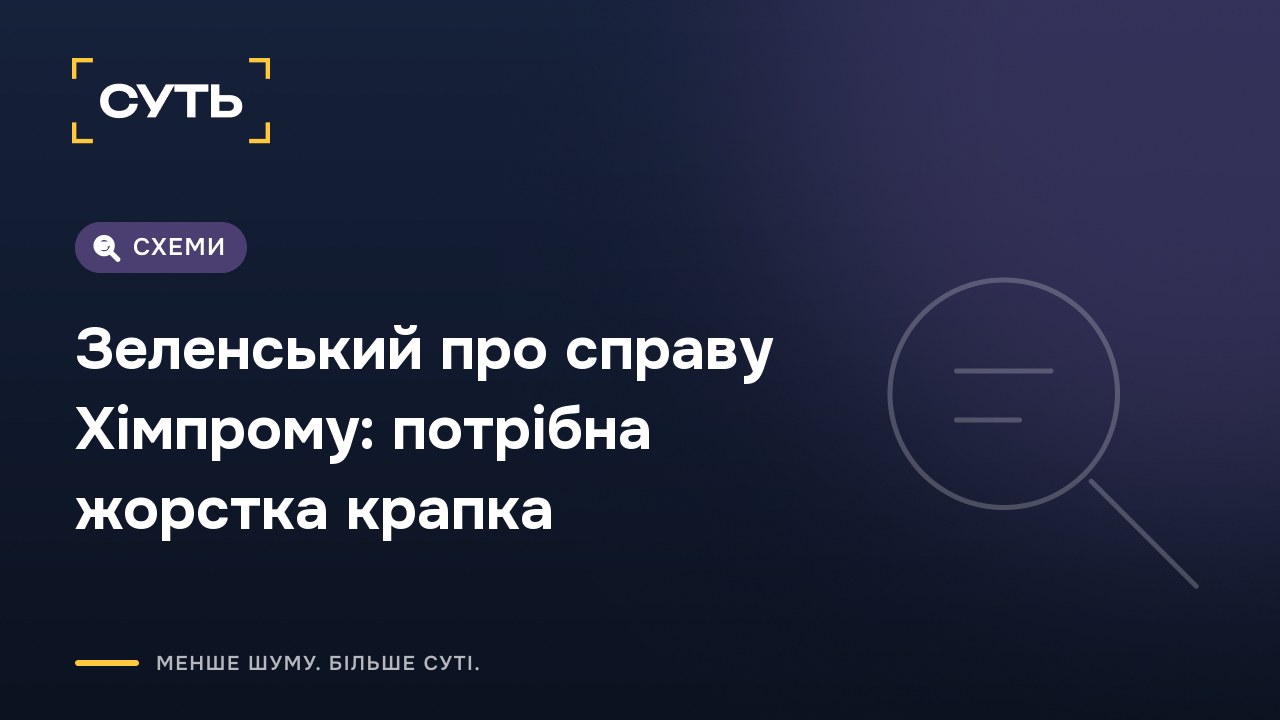 СУТЬ
СХЕМИ
Зеленський про справу
Хімпрому: потрібна
жорстка крапка
МЕНШЕ ШУМУ. БІЛЬШЕ СУТІ.